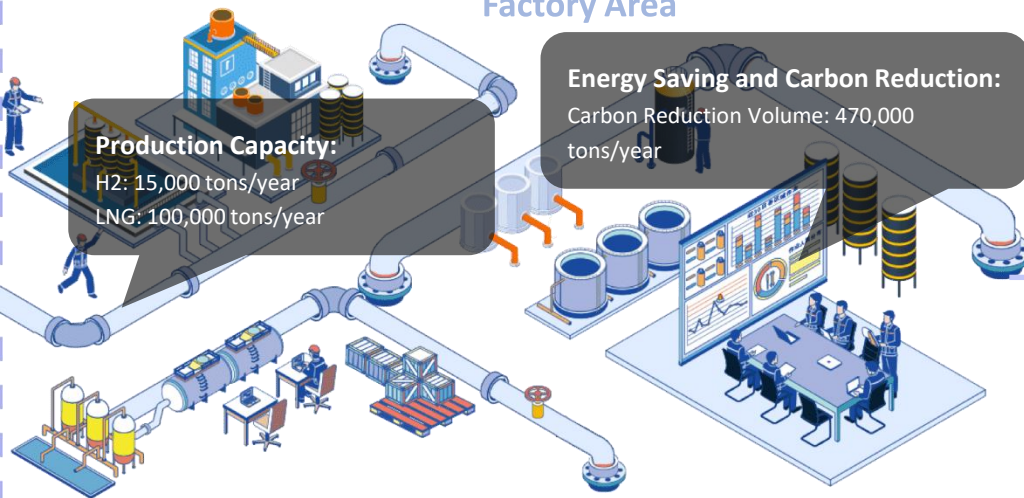 Factory Area
Energy Saving and Carbon Reduction:
Carbon Reduction Volume: 470,000
tons/year
Production Capacity:
H2: 15,000 tons/year
LNG: 100,000 tons/year